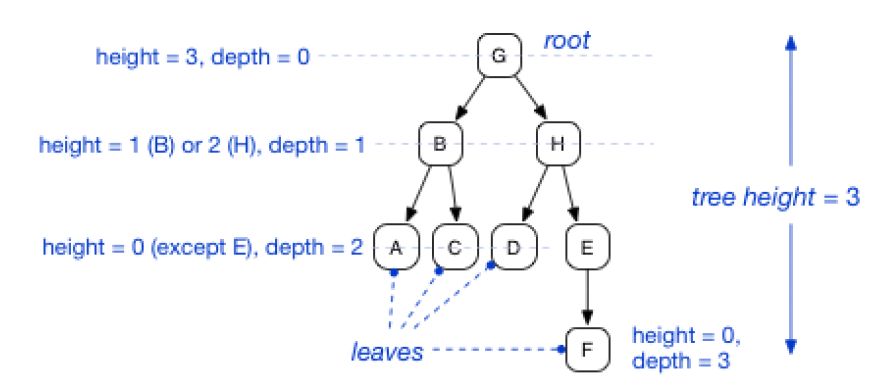 root
height = 3, depth = 0
G
height = 1 (B) or 2 (H), depth = 1
B
H
tree height = 3
height = 0 (except E), depth = 2
A
C
D
E
leaves
F
height = 0,
depth = 3